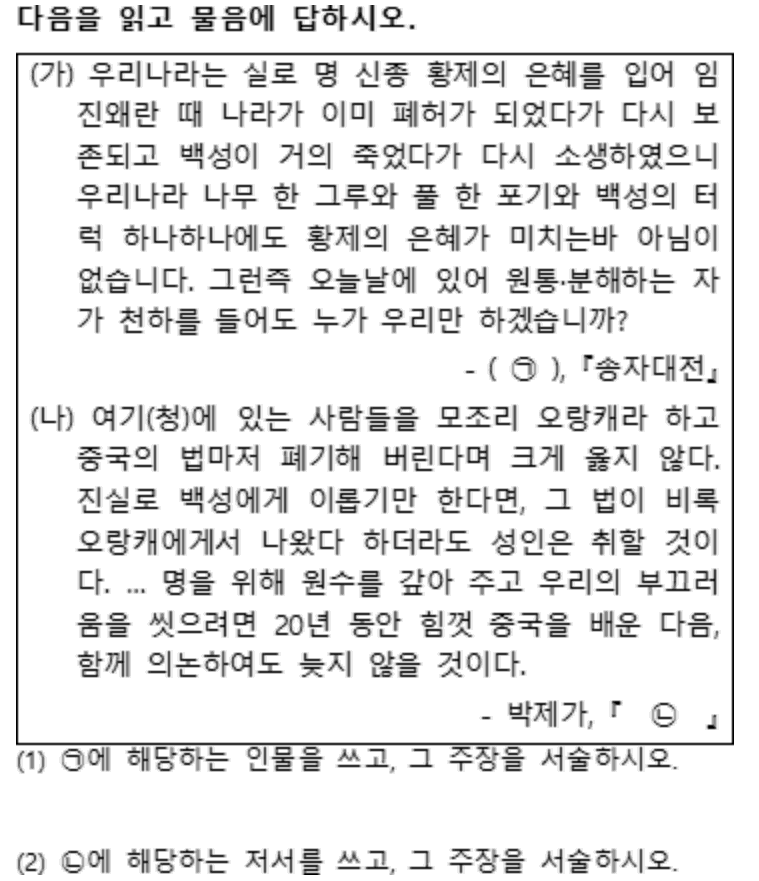 다음을 읽고 물음에 답하시오.
(가) 우리나라는 실로 명 신종 황제의 은혜를 입어 임
진왜란 때 나라가 이미 폐허가 되었다가 다시 보
존되고 백성이 거의 죽었다가 다시 소생하였으니
우리나라 나무 한 그루와 풀 한 포기와 백성의 터
럭 하나하나에도 황제의 은혜가 미치는바 아님이
없습니다. 그런즉 오늘날에 있어 원통·분해하는 자
가 천하를 들어도 누가 우리만 하겠습니까?
- ( ㉠ ), 『송자대전』
(나) 여기(청)에 있는 사람들을 모조리 오랑캐라 하고
중국의 법마저 폐기해 버린다며 크게 옳지 않다.
진실로 백성에게 이롭기만 한다면, 그 법이 비록
오랑캐에게서 나왔다 하더라도 성인은 취할 것이
다. ... 명을 위해 원수를 갚아 주고 우리의 부끄러
움을 씻으려면 20년 동안 힘껏 중국을 배운 다음,
함께 의논하여도 늦지 않을 것이다.
- 박제가, 『 ㉡ 』
(1) ㉠에 해당하는 인물을 쓰고, 그 주장을 서술하시오.
(2) ㉡에 해당하는 저서를 쓰고, 그 주장을 서술하시오.